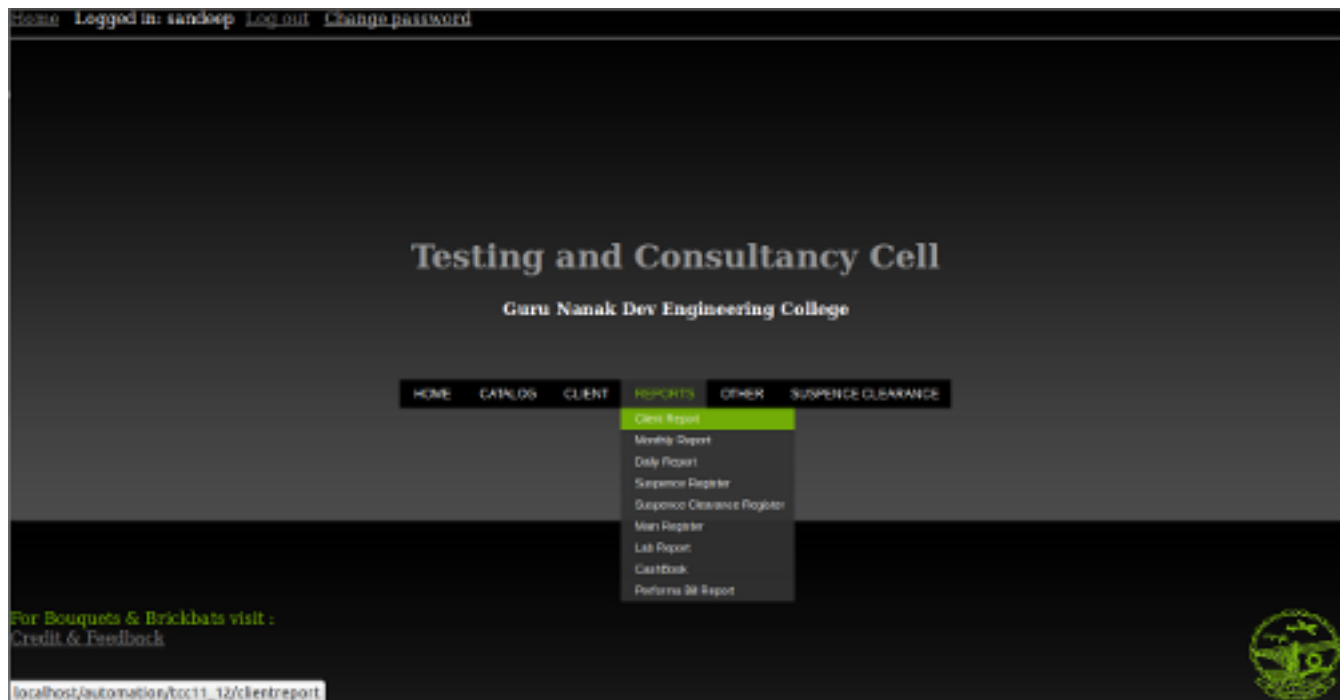 Home Logged in: sandeep Log out Change password
Testing and Consultancy Cell
Guru Nanak Dev Engineering College
HOME CATALOG CLIENT REPORTS OTHER SUSPENCE CLEARANCE
Client Report
Monthly Report
Daily Report
Suspence Register
Suspence Clearance Register
Main Register
Lab Report
CashBook
Performa Bill Report
For Bouquets & Brickbats visit :
Credit & Feedback
localhost/automation/tcc11_12/clientreport